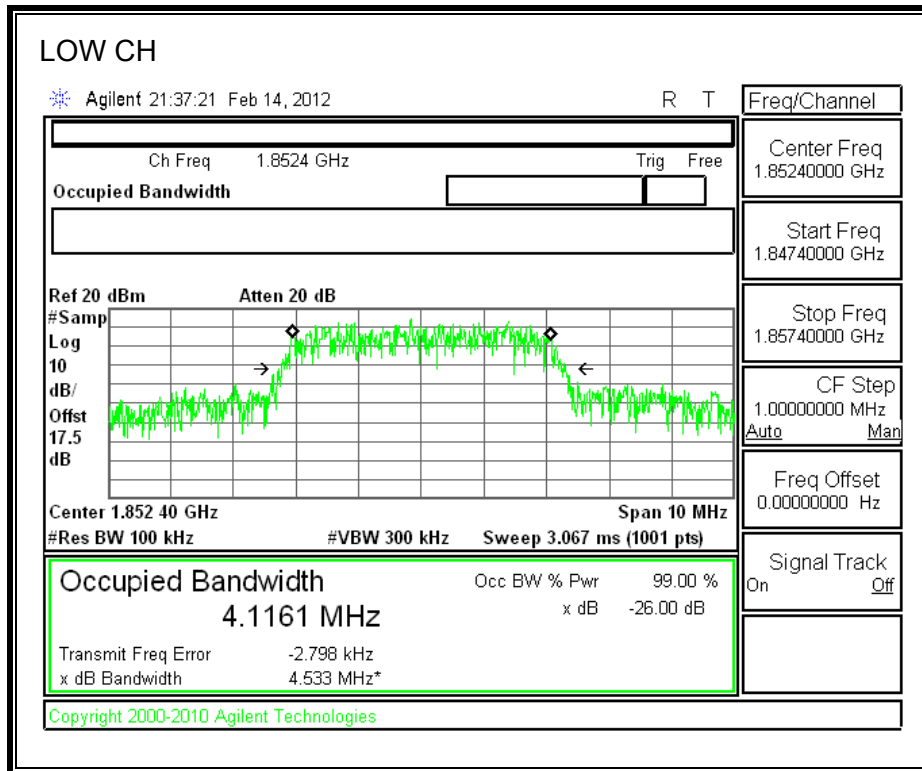 LOW CH
Agilent 21:37:21 Feb 14, 2012 R T
Freq/Channel
Ch Freq 1.8524 GHz Trig Free
Occupied Bandwidth
Center Freq
1.85240000 GHz
Start Freq
1.84740000 GHz
Stop Freq
1.85740000 GHz
CF Step
1.00000000 MHz
Auto Man
Freq Offset
0.00000000 Hz
Signal Track
On Off
Ref 20 dBm Atten 20 dB
#Samp
Log
10
dB/
Offst
17.5
dB
Center 1.852 40 GHz Span 10 MHz
#Res BW 100 kHz #VBW 300 kHz Sweep 3.067 ms (1001 pts)
Occupied Bandwidth Occ BW % Pwr 99.00 %
4.1161 MHz x dB -26.00 dB
Transmit Freq Error -2.798 kHz
x dB Bandwidth 4.533 MHz*
Copyright 2000-2010 Agilent Technologies